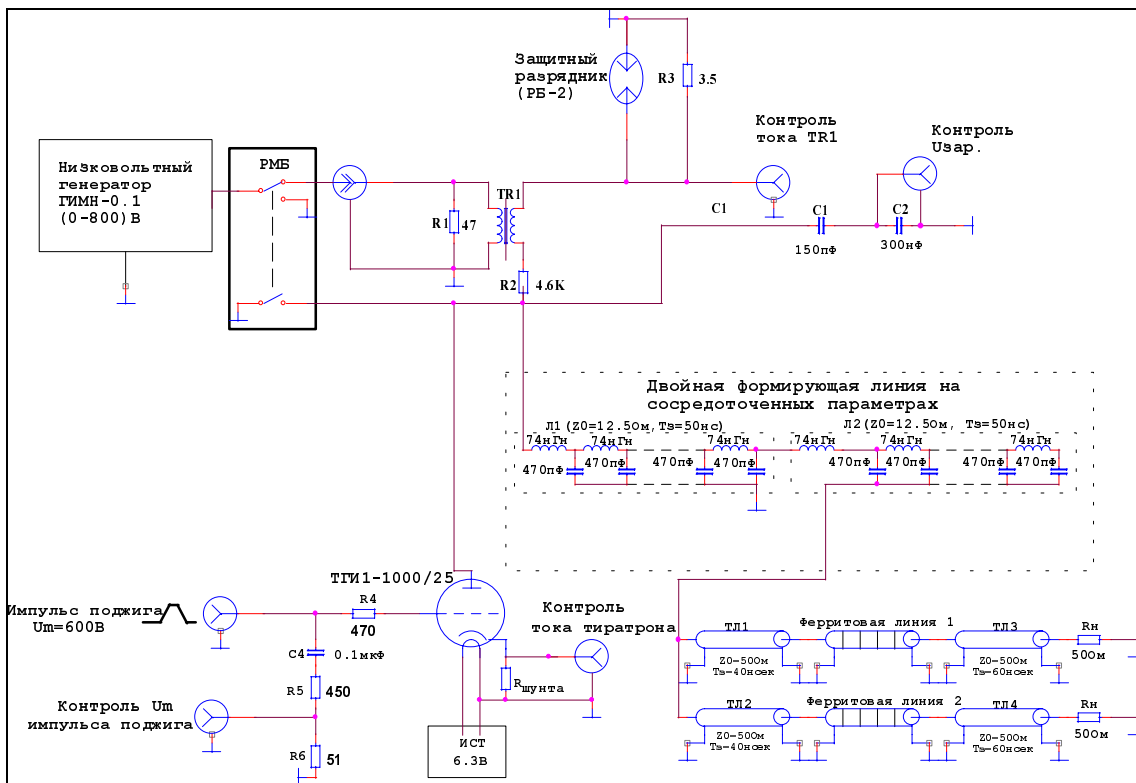 Защитный
разрядник
(РБ-2)
R3
3.5
Контроль
тока TR1
Контроль
Uзар.
Низковольтный
генератор
ГИМН-0.1
(0-800)В
РМБ
R1
47
TR1
C1
C1
150пФ
C2
300нФ
R2
4.6K
Двойная формирующая линия на
сосредоточенных параметрах
Л1(Z0=12.5Ом,Tз=50нс)
Л2(Z0=12.5Ом, Tз=50нс)
74нГн
74нГн
74нГн
74нГн
74нГн
74нГн
470пФ
470пФ
470пФ
470пФ
470пФ
470пФ
470пФ
470пФ
ТГИ1-1000/25
Импульс поджига
Um=600В
R4
470
C4
0.1мкФ
R5
450
Контроль Um
импульса поджига
R6
51
Контроль
тока тиратрона
Rшунта
ИСТ
6.3В
ТЛ1
Ферритовая линия 1
ТЛ3
Rн
50Ом
Z0-50Ом
Tз=40нсек
Z0-50Ом
Tз=60нсек
ТЛ2
Ферритовая линия 2
ТЛ4
Rн
50Ом
Z0-50Ом
Tз=40нсек
Z0-50Ом
Tз=60нсек